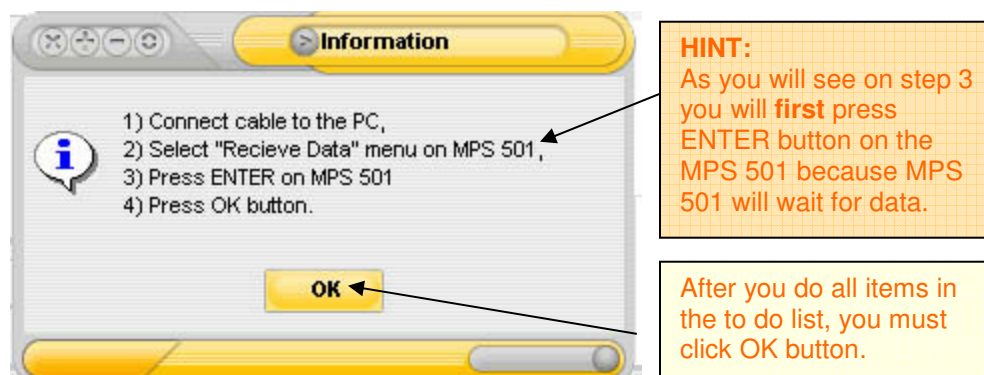 Information
1) Connect cable to the PC,
2) Select "Recieve Data" menu on MPS 501,
3) Press ENTER on MPS 501
4) Press OK button.
OK
HINT:
As you will see on step 3
you will first press
ENTER button on the
MPS 501 because MPS
501 will wait for data.
After you do all items in
the to do list, you must
click OK button.